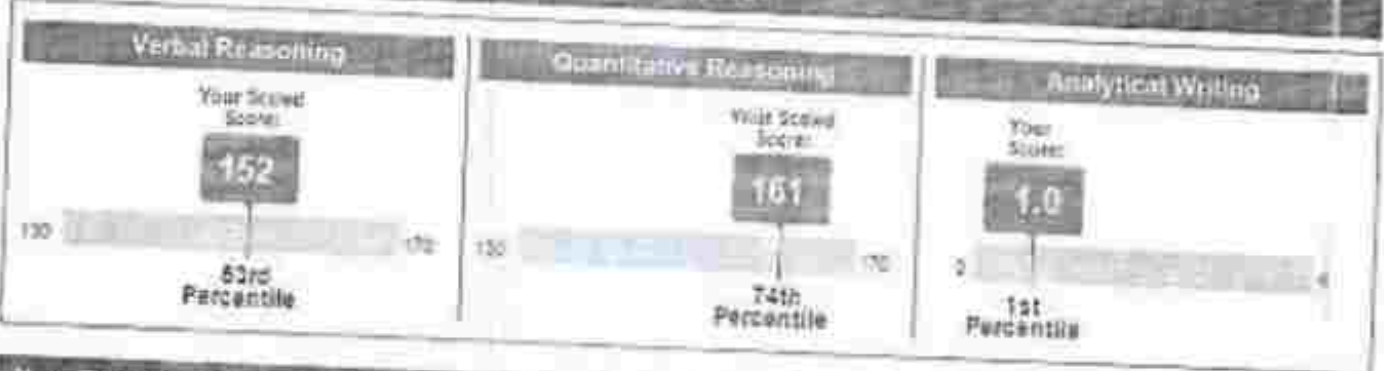 Verbal Reasoning
Your Scaled
Score:
152
130
170
53rd
Percentile
Quantitative Reasoning
Your Scaled
Score:
161
130
170
74th
Percentile
Analytical Writing
Your
Score:
1.0
0
1st
Percentile